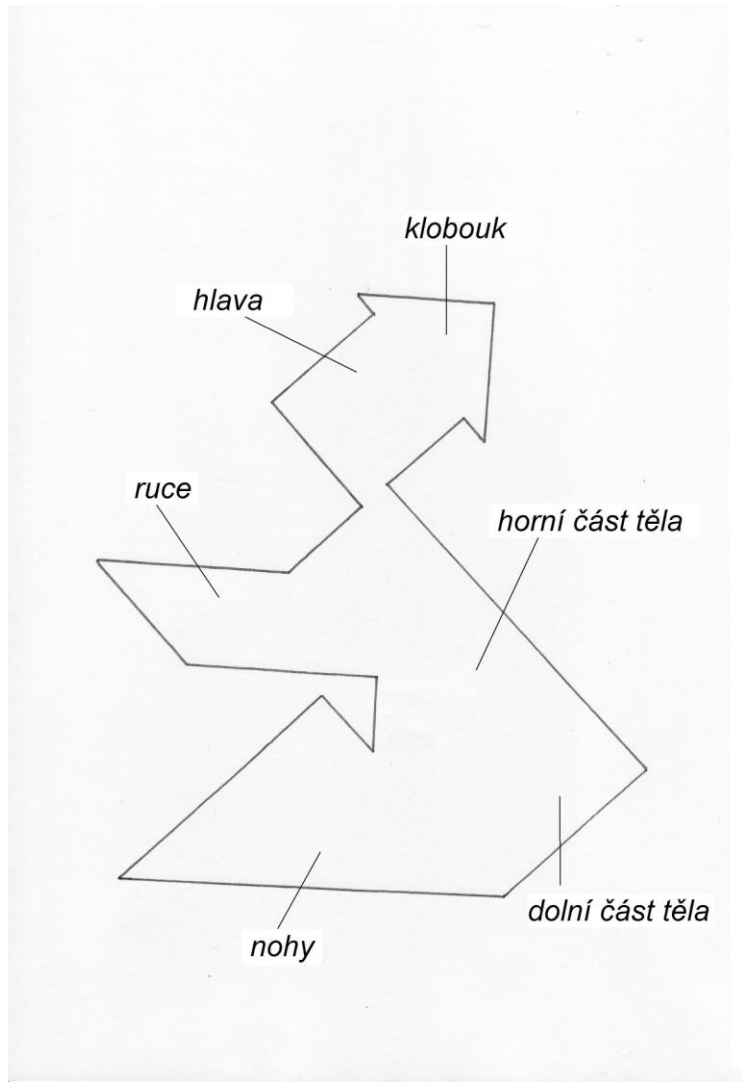 klobouk
hlava
ruce
horní část těla
dolní část těla
nohy